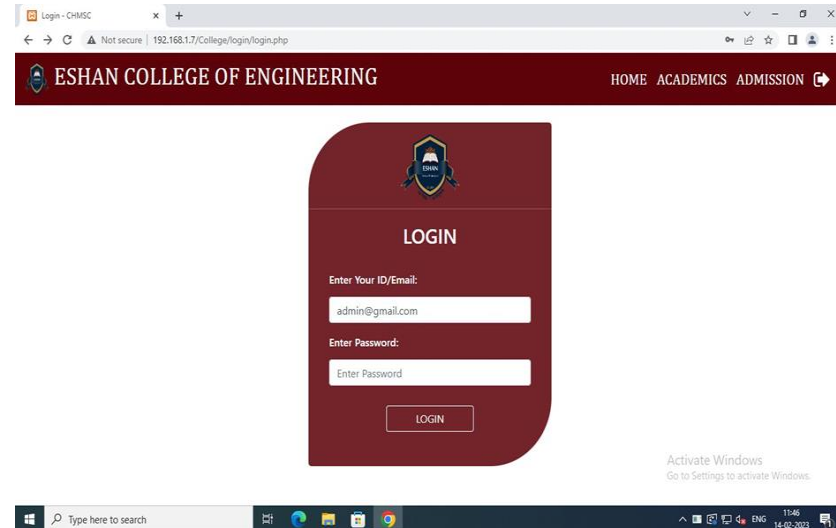 Login - CHMSC
Not secure | 192.168.1.7/College/login/login.php
ESHAN COLLEGE OF ENGINEERING
HOME ACADEMICS ADMISSION
ESHAN
LOGIN
Enter Your ID/Email:
admin@gmail.com
Enter Password:
Enter Password
LOGIN
Activate Windows
Go to Settings to activate Windows.
Type here to search
ENG
11:46
14-02-2023